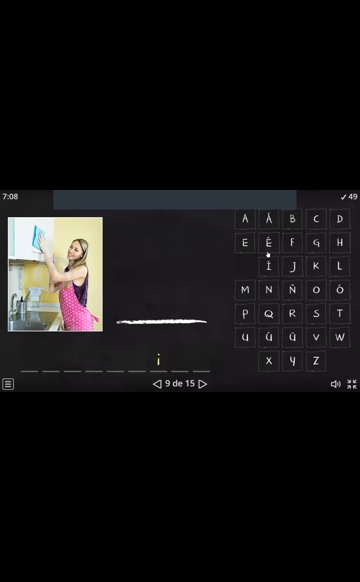 7:08
✓ 49
A Á B C D
E É F G H
Í J K L
M N Ñ O Ó
P Q R S T
U Ú Ü V W
X Y Z
i
9 de 15